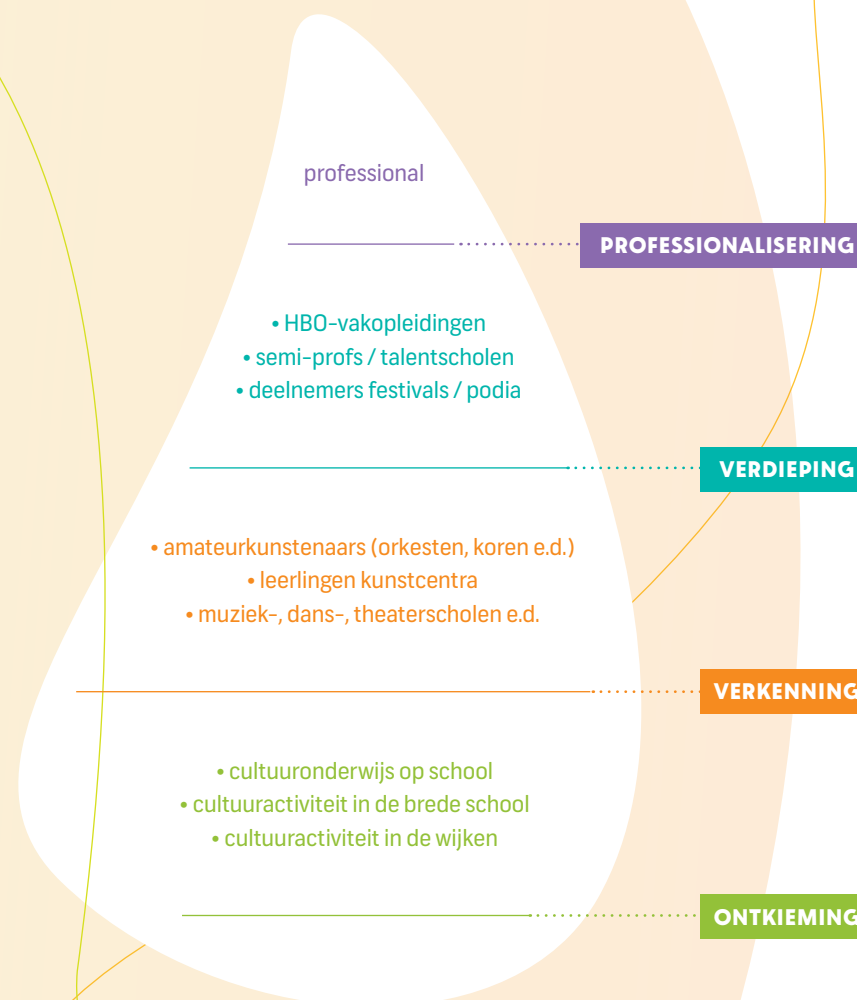 professional
PROFESSIONALISERING
• HBO-vakopleidingen
• semi-profs / talentscholen
• deelnemers festivals / podia
VERDIEPING
• amateurkunstenaars (orkesten, koren e.d.)
• leerlingen kunstcentra
• muziek-, dans-, theaterscholen e.d.
VERKENNING
• cultuuronderwijs op school
• cultuuractiviteit in de brede school
• cultuuractiviteit in de wijken
ONTKIEMING